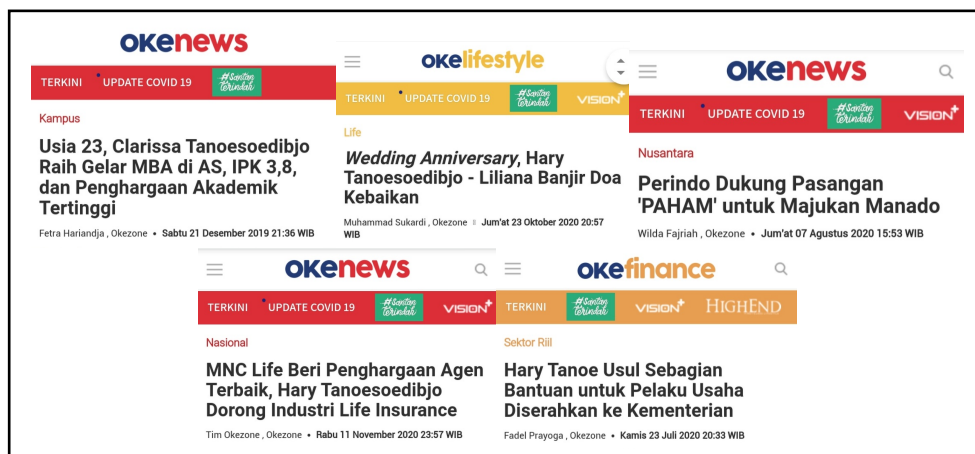 okenews
TERKINI UPDATE COVID 19 #Santan Terindah
Kampus
Usia 23, Clarissa Tanoesoedibjo
Raih Gelar MBA di AS, IPK 3,8,
dan Penghargaan Akademik
Tertinggi
Fetra Hariandja , Okezone • Sabtu 21 Desember 2019 21:36 WIB
okelifestyle
TERKINI UPDATE COVID 19 #Santan Terindah VISION+
Life
Wedding Anniversary, Hary
Tanoesoedibjo - Liliana Banjir Doa
Kebaikan
Muhammad Sukardi , Okezone Jum'at 23 Oktober 2020 20:57
WIB
okenews
TERKINI UPDATE COVID 19 #Santan Terindah VISION+
Nusantara
Perindo Dukung Pasangan
'PAHAM' untuk Majukan Manado
Wilda Fajriah , Okezone • Jum'at 07 Agustus 2020 15:53 WIB
okenews
TERKINI UPDATE COVID 19 #Santan Terindah VISION+
Nasional
MNC Life Beri Penghargaan Agen
Terbaik, Hary Tanoesoedibjo
Dorong Industri Life Insurance
Tim Okezone , Okezone • Rabu 11 November 2020 23:57 WIB
okefinance
TERKINI #Santan Terindah VISION+ HIGHEND
Sektor Riil
Hary Tanoe Usul Sebagian
Bantuan untuk Pelaku Usaha
Diserahkan ke Kementerian
Fadel Prayoga , Okezone • Kamis 23 Juli 2020 20:33 WIB